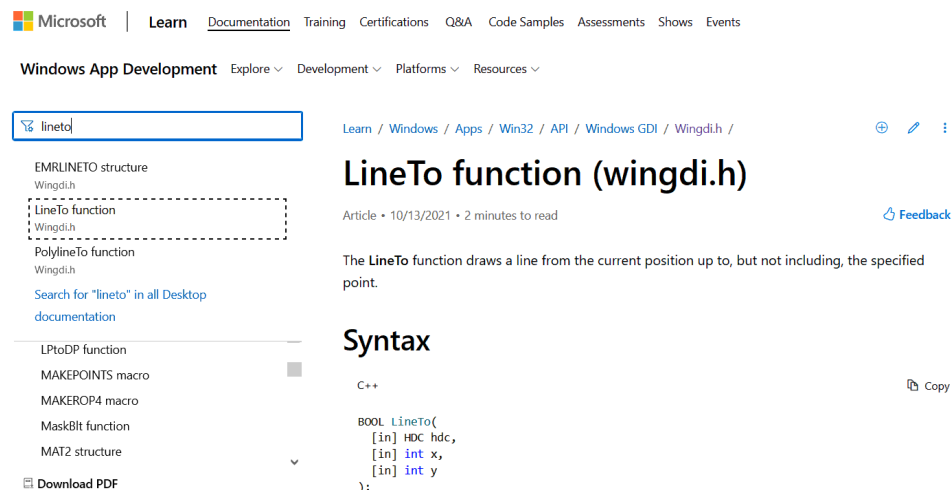 Microsoft Learn Documentation Training Certifications Q&A Code Samples Assessments Shows Events
Windows App Development Explore Development Platforms Resources
lineto
EMRLINETO structure
Wingdi.h
LineTo function
Wingdi.h
PolylineTo function
Wingdi.h
Search for "lineto" in all Desktop
documentation
LPtoDP function
MAKEPOINTS macro
MAKEROP4 macro
MaskBlt function
MAT2 structure
Download PDF
Learn / Windows / Apps / Win32 / API / Windows GDI / Wingdi.h /
LineTo function (wingdi.h)
Article • 10/13/2021 • 2 minutes to read
Feedback
The LineTo function draws a line from the current position up to, but not including, the specified
point.
Syntax
C++
Copy
BOOL LineTo(
[in] HDC hdc,
[in] int x,
[in] int y
);